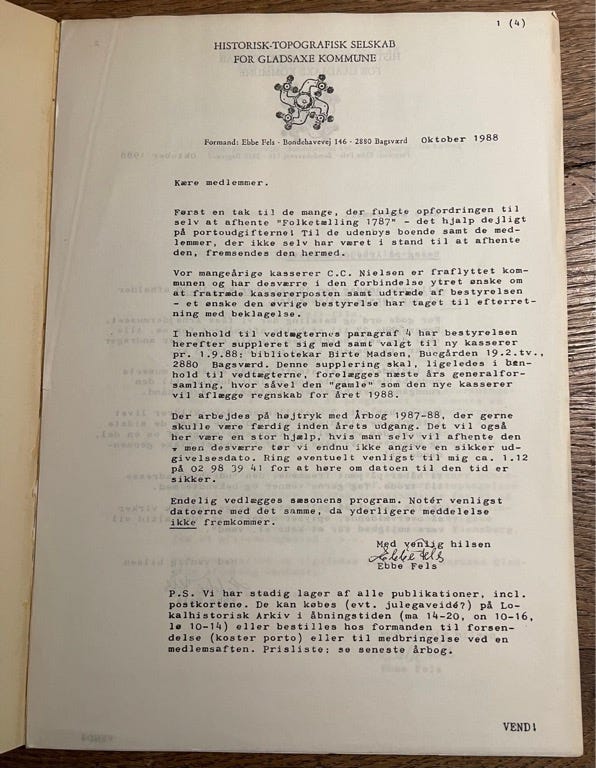 1 (4)
HISTORISK-TOPOGRAFISK SELSKAB
FOR GLADSAXE KOMMUNE
Formand: Ebbe Fels · Bondehavevej 146 · 2880 Bagsværd Oktober 1988
Kære medlemmer.
Først en tak til de mange, der fulgte opfordringen til
selv at afhente "Folketælling 1787" - det hjalp dejligt
på portoudgifterne! Til de udenbys boende samt de med-
lemmer, der ikke selv har været i stand til at afhente
den, fremsendes den hermed.
Vor mangeårige kasserer C.C. Nielsen er fraflyttet kom-
munen og har desværre i den forbindelse ytret ønske om
at fratræde kassererposten samt udtræde af bestyrelsen
- et ønske den øvrige bestyrelse har taget til efterret-
ning med beklagelse.
I henhold til vedtægternes paragraf 4 har bestyrelsen
herefter suppleret sig med samt valgt til ny kasserer
pr. 1.9.88: bibliotekar Birte Madsen, Buegården 19.2.tv.,
2880 Bagsværd. Denne supplering skal, ligeledes i hen-
hold til vedtægterne, forelægges næste års generalfor-
samling, hvor såvel den "gamle" som den nye kasserer
vil aflægge regnskab for året 1988.
Der arbejdes på højtryk med Årbog 1987-88, der gerne
skulle være færdig inden årets udgang. Det vil også
her være en stor hjælp, hvis man selv vil afhente den
- men desværre tør vi endnu ikke angive en sikker ud-
givelsesdato. Ring eventuelt venligst til mig ca. 1.12
på 02 98 39 41 for at høre om datoen til den tid er
sikker.
Endelig vedlægges sæsonens program. Notér venligst
datoerne med det samme, da yderligere meddelelse
ikke fremkommer.
Med venlig hilsen
Ebbe Fels
Ebbe Fels
P.S. Vi har stadig lager af alle publikationer, incl.
postkortene. De kan købes (evt. julegaveidé?) på Lo-
kalhistorisk Arkiv i åbningstiden (ma 14-20, on 10-16,
lø 10-14) eller bestilles hos formanden til forsen-
delse (koster porto) eller til medbringelse ved en
medlemsaften. Prisliste: se seneste årbog.
VEND!